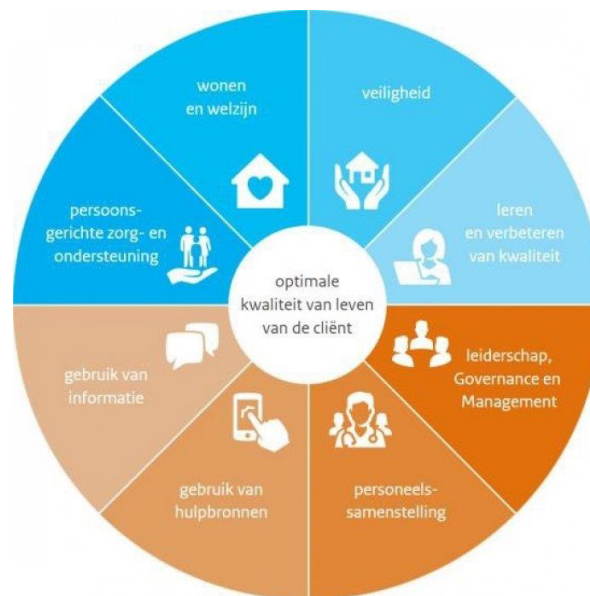 wonen
en welzijn
veiligheid
leren
en verbeteren
van kwaliteit
leiderschap,
Governance en
Management
personeels-
samenstelling
gebruik van
hulpbronnen
gebruik van
informatie
persoons-
gerichte zorg- en
ondersteuning
optimale
kwaliteit van leven
van de cliënt